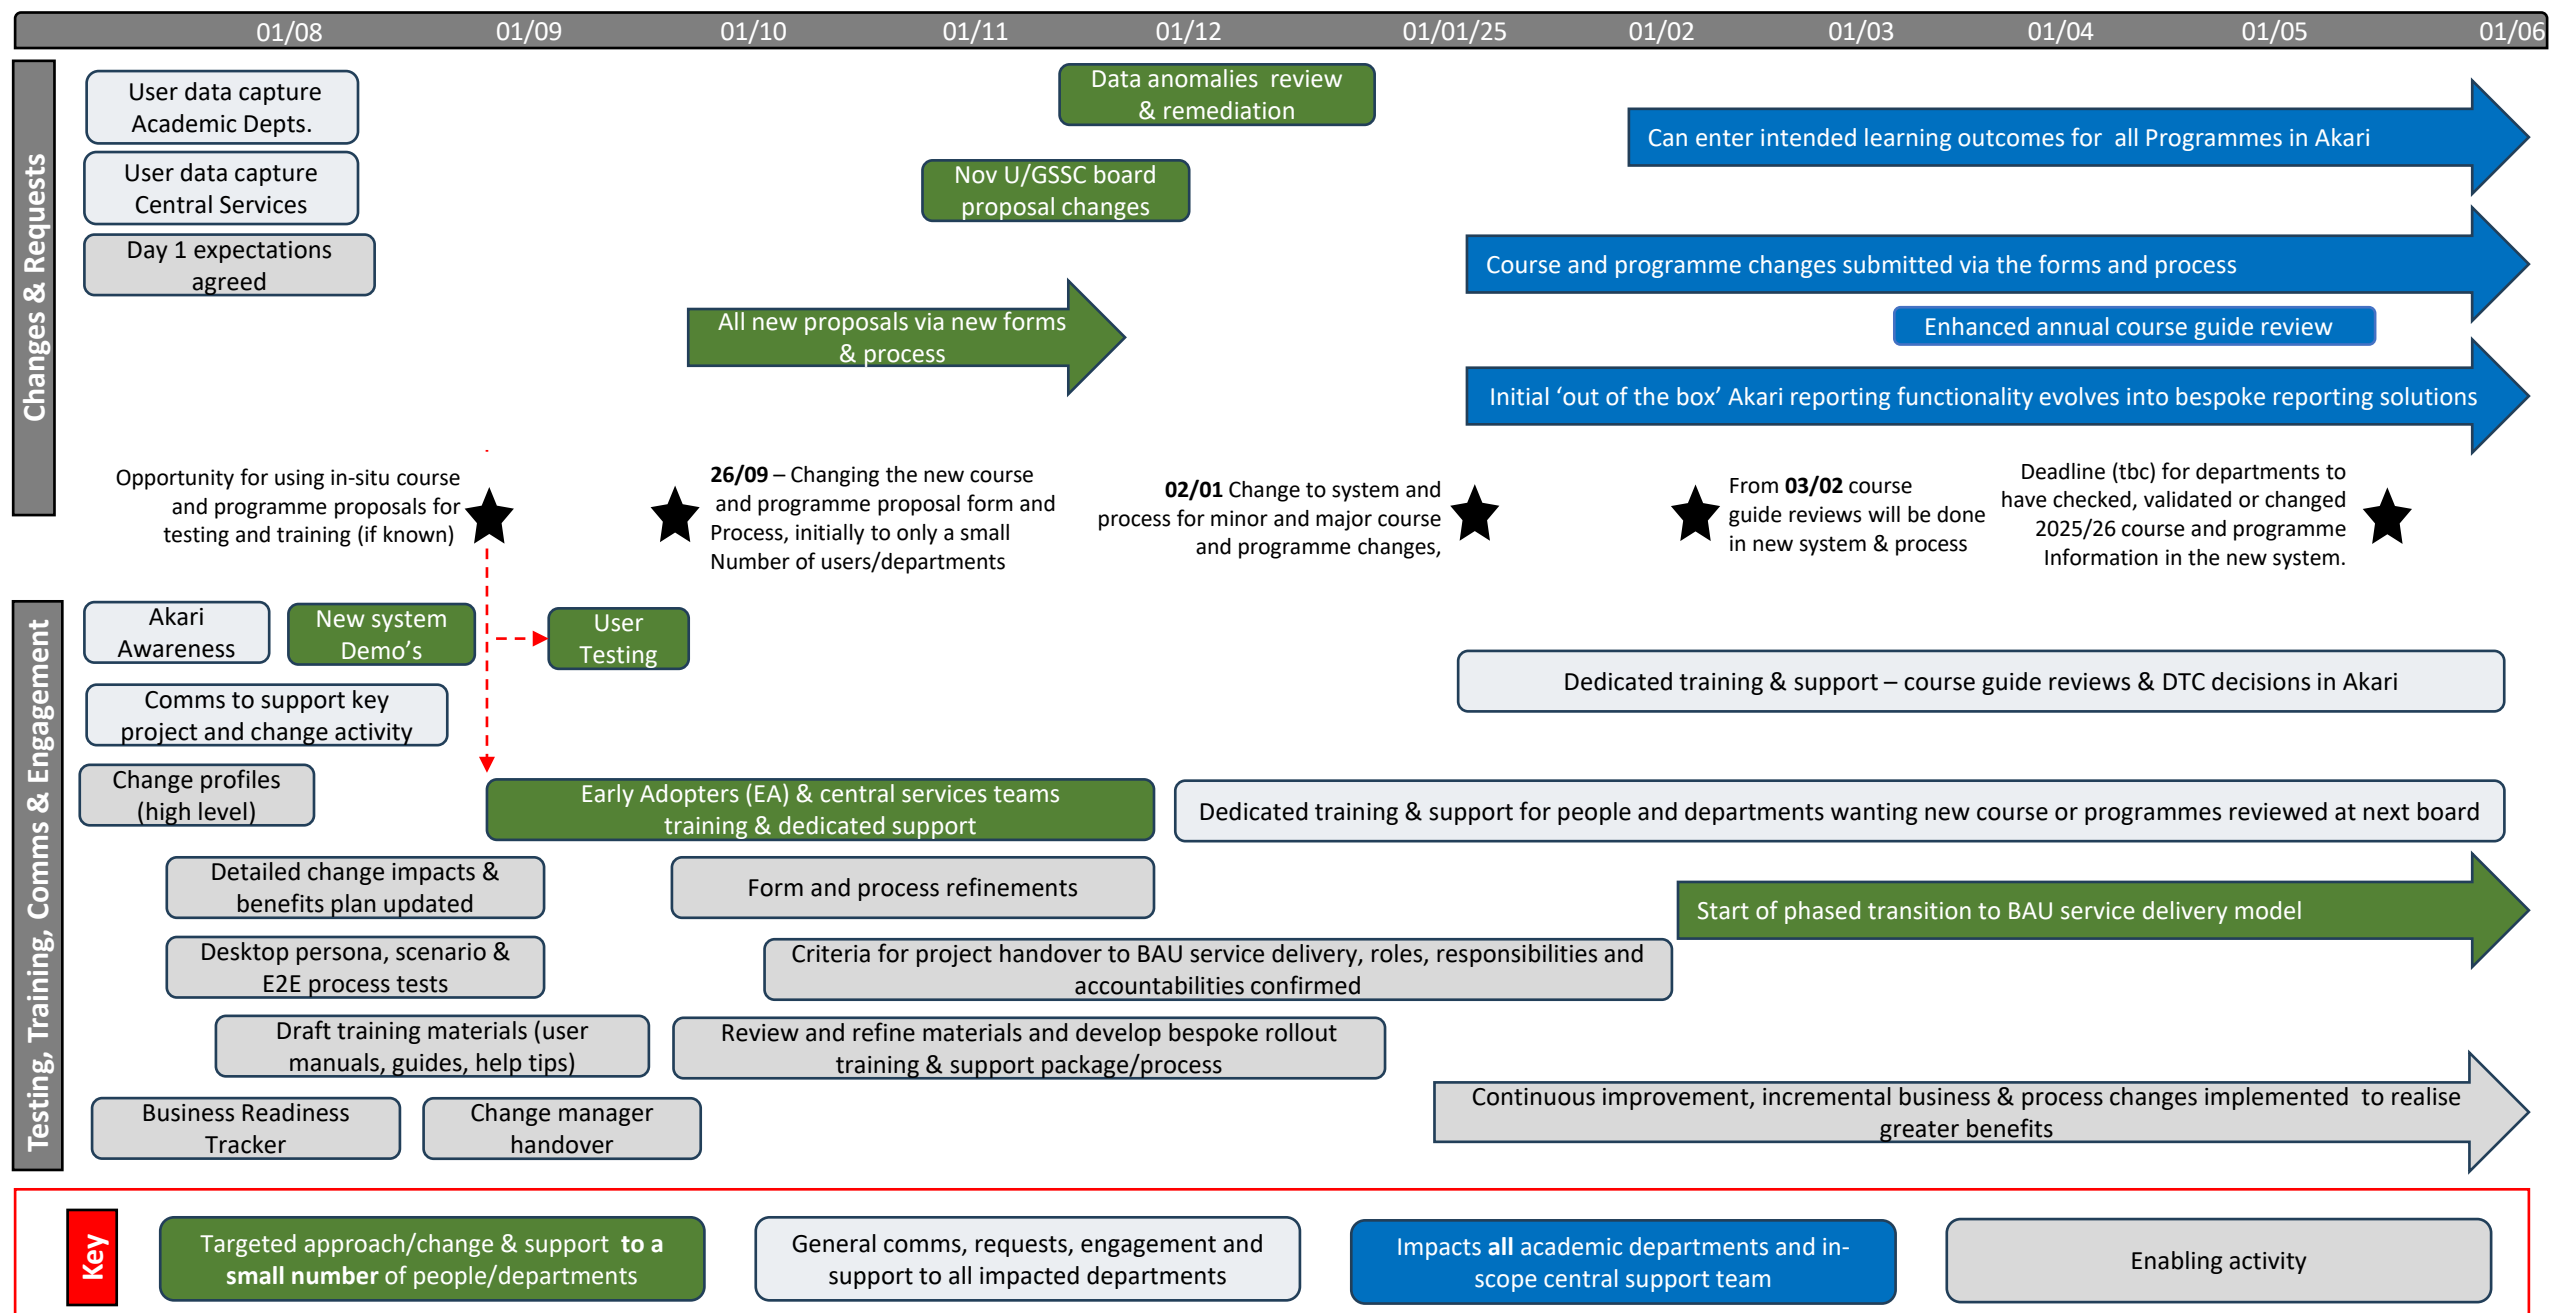 01/08 01/09 01/10 01/11 01/12 01/01/25 01/02 01/03 01/04 01/05 01/06
Changes & Requests
User data capture
Academic Depts.
User data capture
Central Services
Day 1 expectations
agreed
Data anomalies review
& remediation
Nov U/GSSC board
proposal changes
All new proposals via new forms
& process
Can enter intended learning outcomes for all Programmes in Akari
Course and programme changes submitted via the forms and process
Enhanced annual course guide review
Initial ‘out of the box’ Akari reporting functionality evolves into bespoke reporting solutions
Opportunity for using in-situ course
and programme proposals for
testing and training (if known)
26/09 – Changing the new course
and programme proposal form and
Process, initially to only a small
Number of users/departments
02/01 Change to system and
process for minor and major course
and programme changes,
From 03/02 course
guide reviews will be done
in new system & process
Deadline (tbc) for departments to
have checked, validated or changed
2025/26 course and programme
Information in the new system.
Testing, Training, Comms & Engagement
Akari
Awareness
New system
Demo’s
User
Testing
Comms to support key
project and change activity
Dedicated training & support – course guide reviews & DTC decisions in Akari
Change profiles
(high level)
Early Adopters (EA) & central services teams
training & dedicated support
Dedicated training & support for people and departments wanting new course or programmes reviewed at next board
Detailed change impacts &
benefits plan updated
Form and process refinements
Start of phased transition to BAU service delivery model
Desktop persona, scenario &
E2E process tests
Criteria for project handover to BAU service delivery, roles, responsibilities and
accountabilities confirmed
Draft training materials (user
manuals, guides, help tips)
Review and refine materials and develop bespoke rollout
training & support package/process
Business Readiness
Tracker
Change manager
handover
Continuous improvement, incremental business & process changes implemented to realise
greater benefits
Key
Targeted approach/change & support to a
small number of people/departments
General comms, requests, engagement and
support to all impacted departments
Impacts all academic departments and in-
scope central support team
Enabling activity